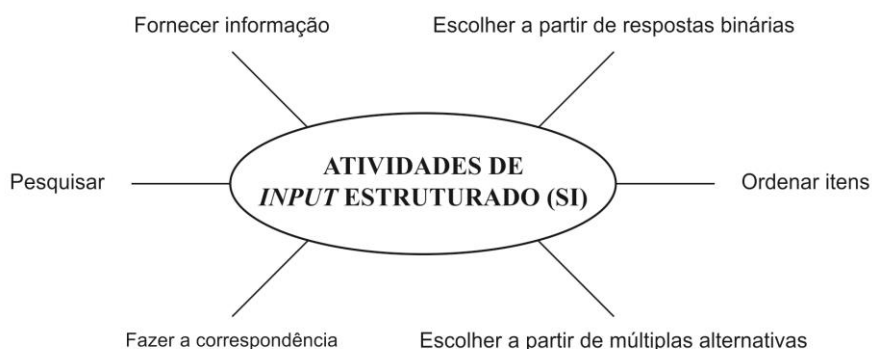 Fornecer informação
Escolher a partir de respostas binárias
Pesquisar
ATIVIDADES DE
INPUT ESTRUTURADO (SI)
Ordenar itens
Fazer a correspondência
Escolher a partir de múltiplas alternativas